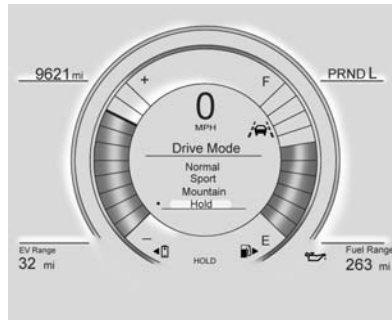 9621 mi
PRND L
+
F
0
MPH
Drive Mode
Normal
Sport
Mountain
• Hold
–
E
HOLD
EV Range
32 mi
Fuel Range
263 mi